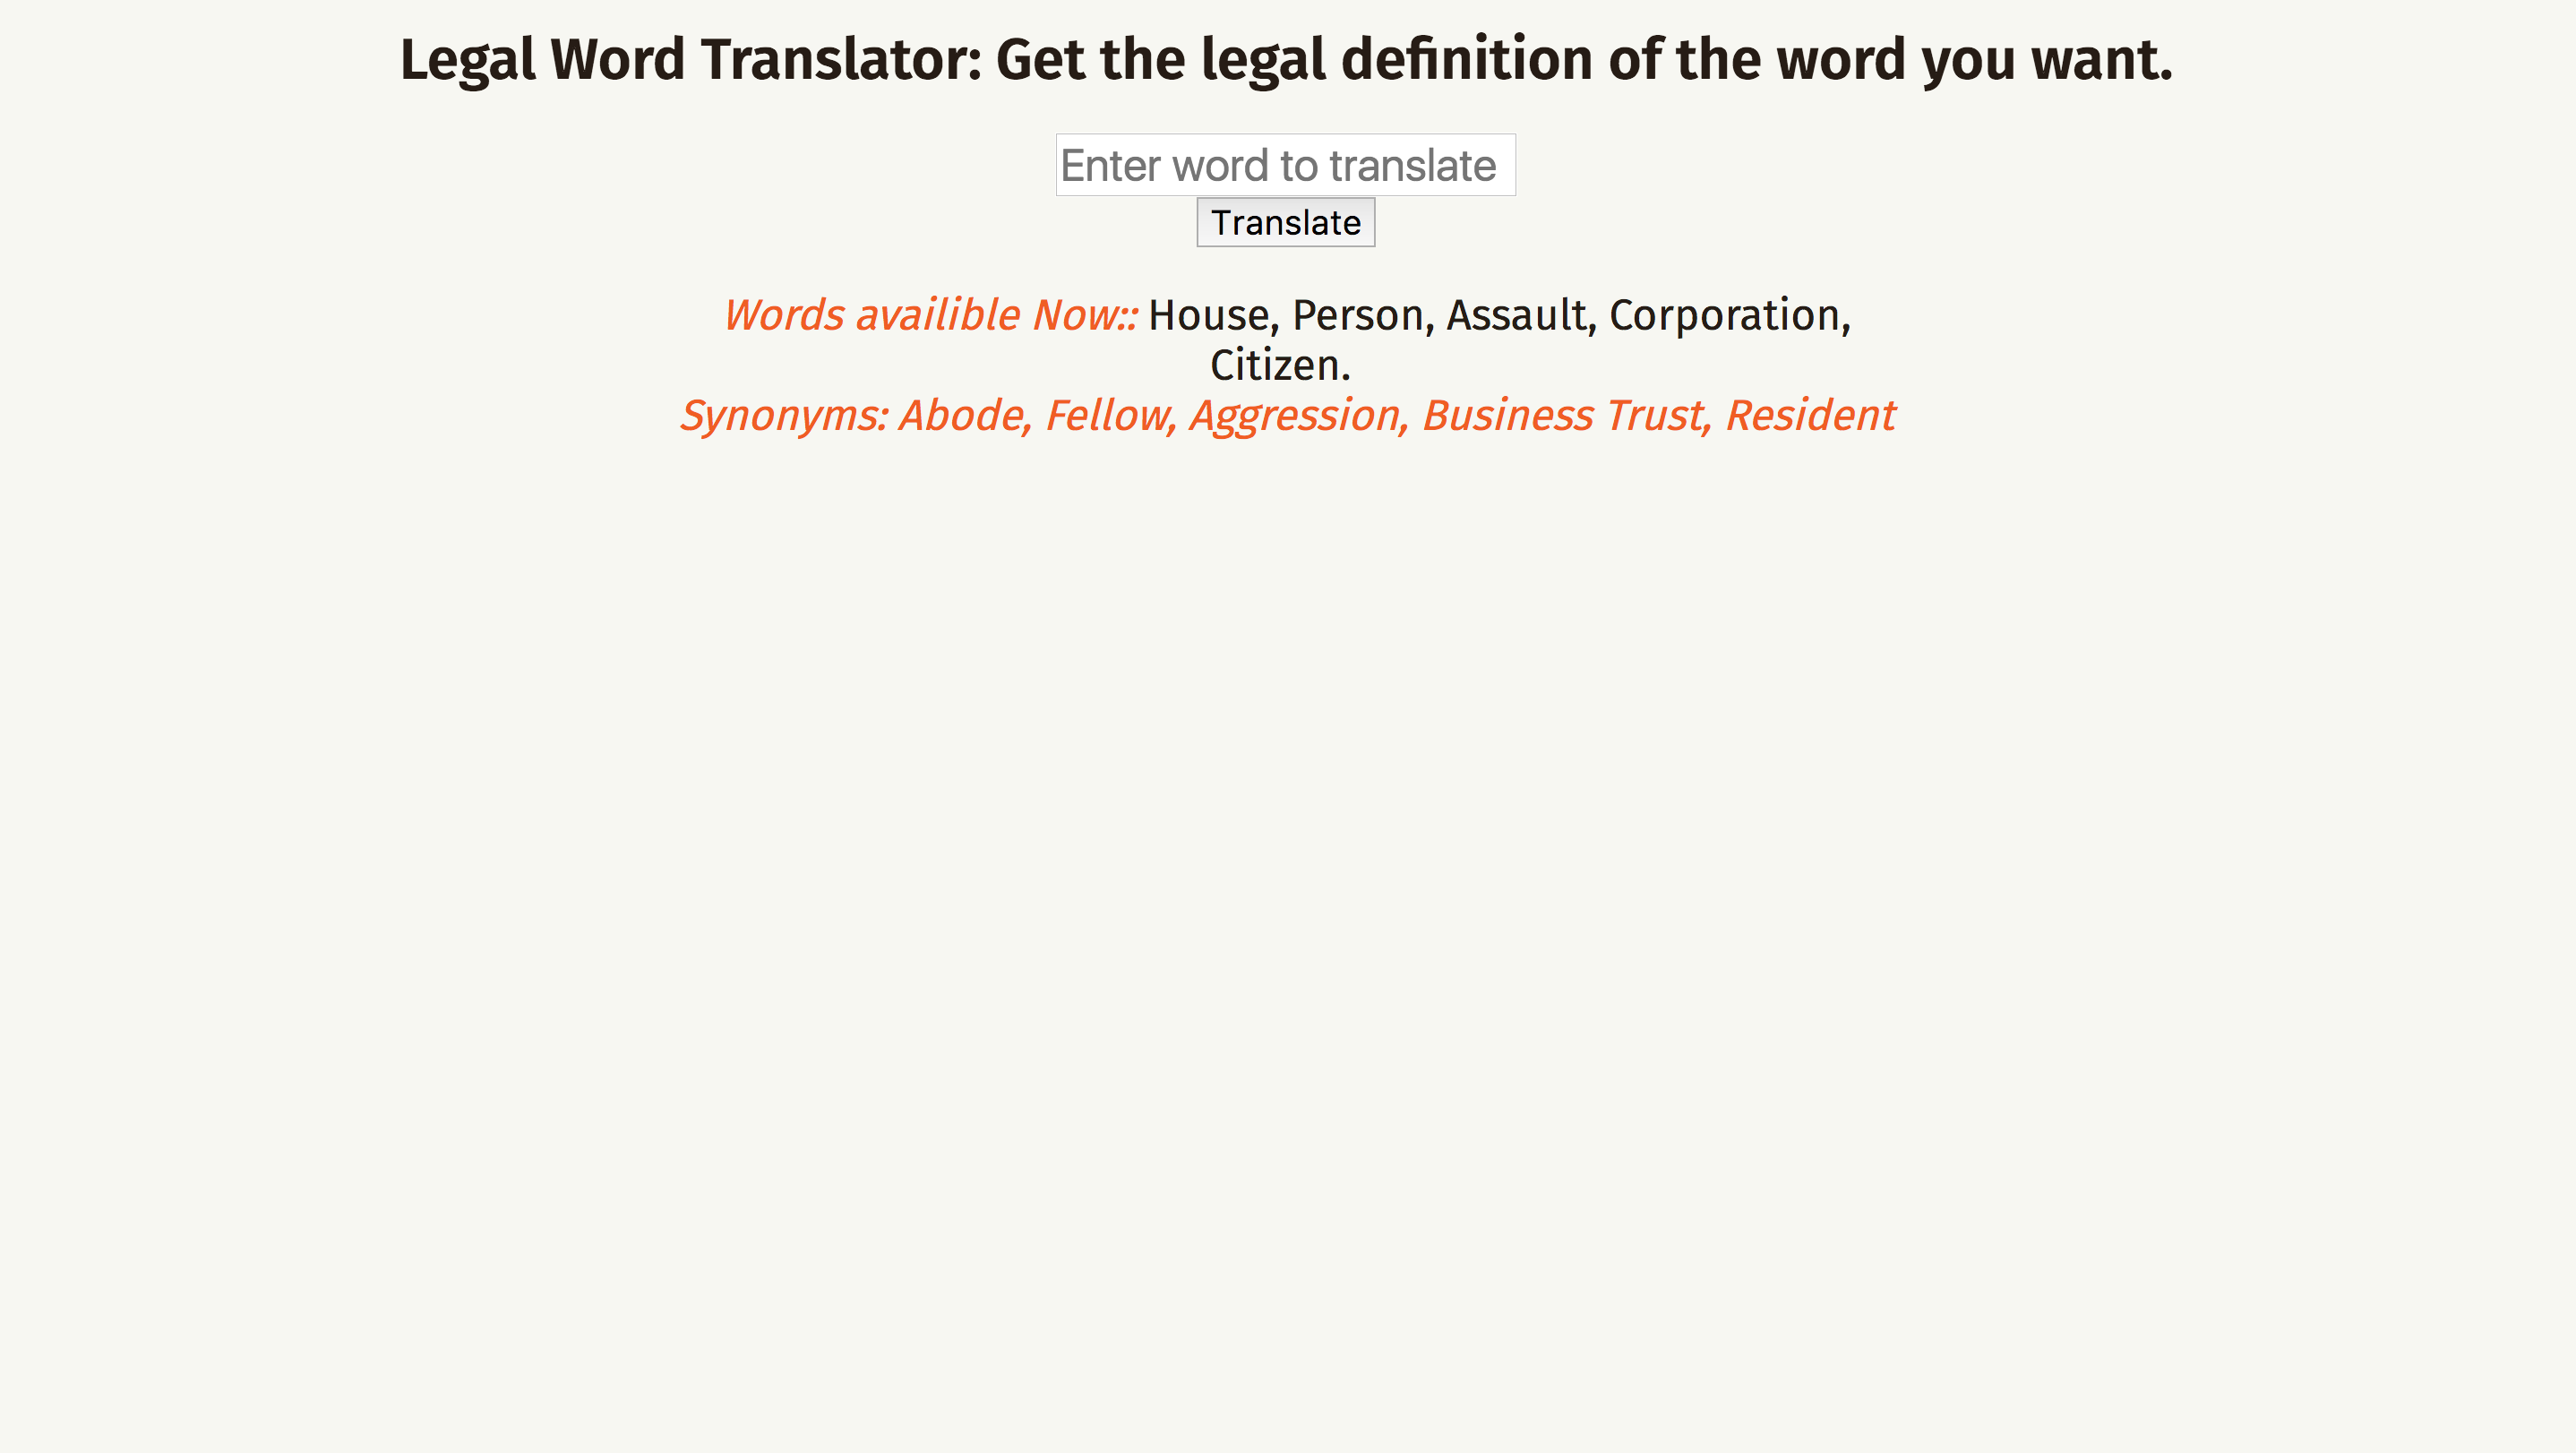 Legal Word Translator: Get the legal definition of the word you want.
Enter word to translate
Translate
Words availible Now:: House, Person, Assault, Corporation,
Citizen.
Synonyms: Abode, Fellow, Aggression, Business Trust, Resident